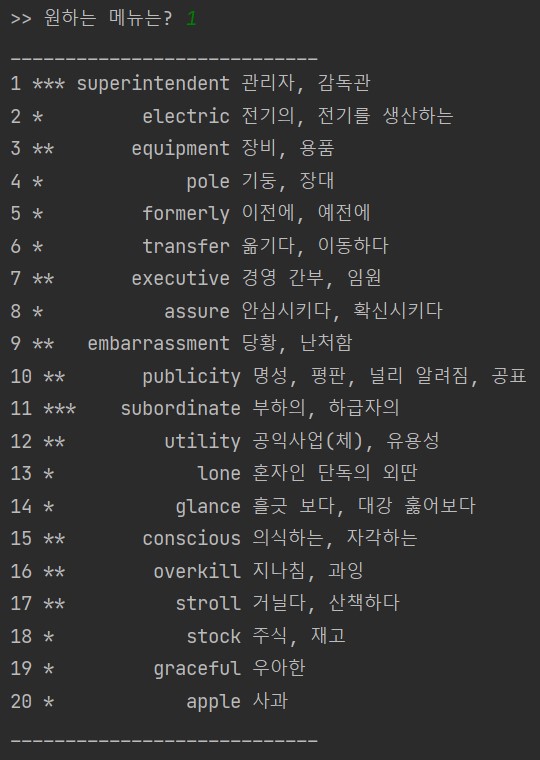 >> 원하는 메뉴는? 1
____________________________
1 *** superintendent 관리자, 감독관
2 * electric 전기의, 전기를 생산하는
3 ** equipment 장비, 용품
4 * pole 기둥, 장대
5 * formerly 이전에, 예전에
6 * transfer 옮기다, 이동하다
7 ** executive 경영 간부, 임원
8 * assure 안심시키다, 확신시키다
9 ** embarrassment 당황, 난처함
10 ** publicity 명성, 평판, 널리 알려짐, 공표
11 *** subordinate 부하의, 하급자의
12 ** utility 공익사업(체), 유용성
13 * lone 혼자인 단독의 외딴
14 * glance 흘긋 보다, 대강 훓어보다
15 ** conscious 의식하는, 자각하는
16 ** overkill 지나침, 과잉
17 ** stroll 거닐다, 산책하다
18 * stock 주식, 재고
19 * graceful 우아한
20 * apple 사과
____________________________